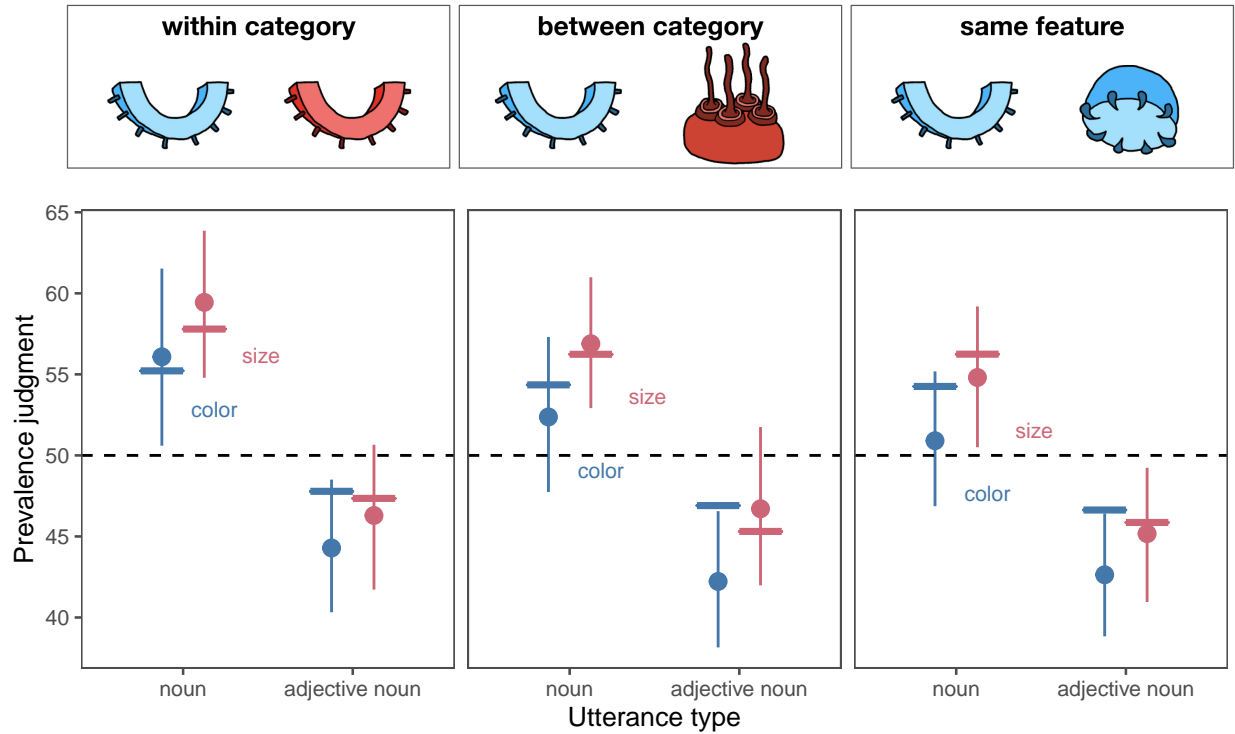 within category
between category
same feature
65
60
55
50
45
40
Prevalence judgment
size
color
size
color
size
color
noun
adjective noun
noun
adjective noun
noun
adjective noun
Utterance type